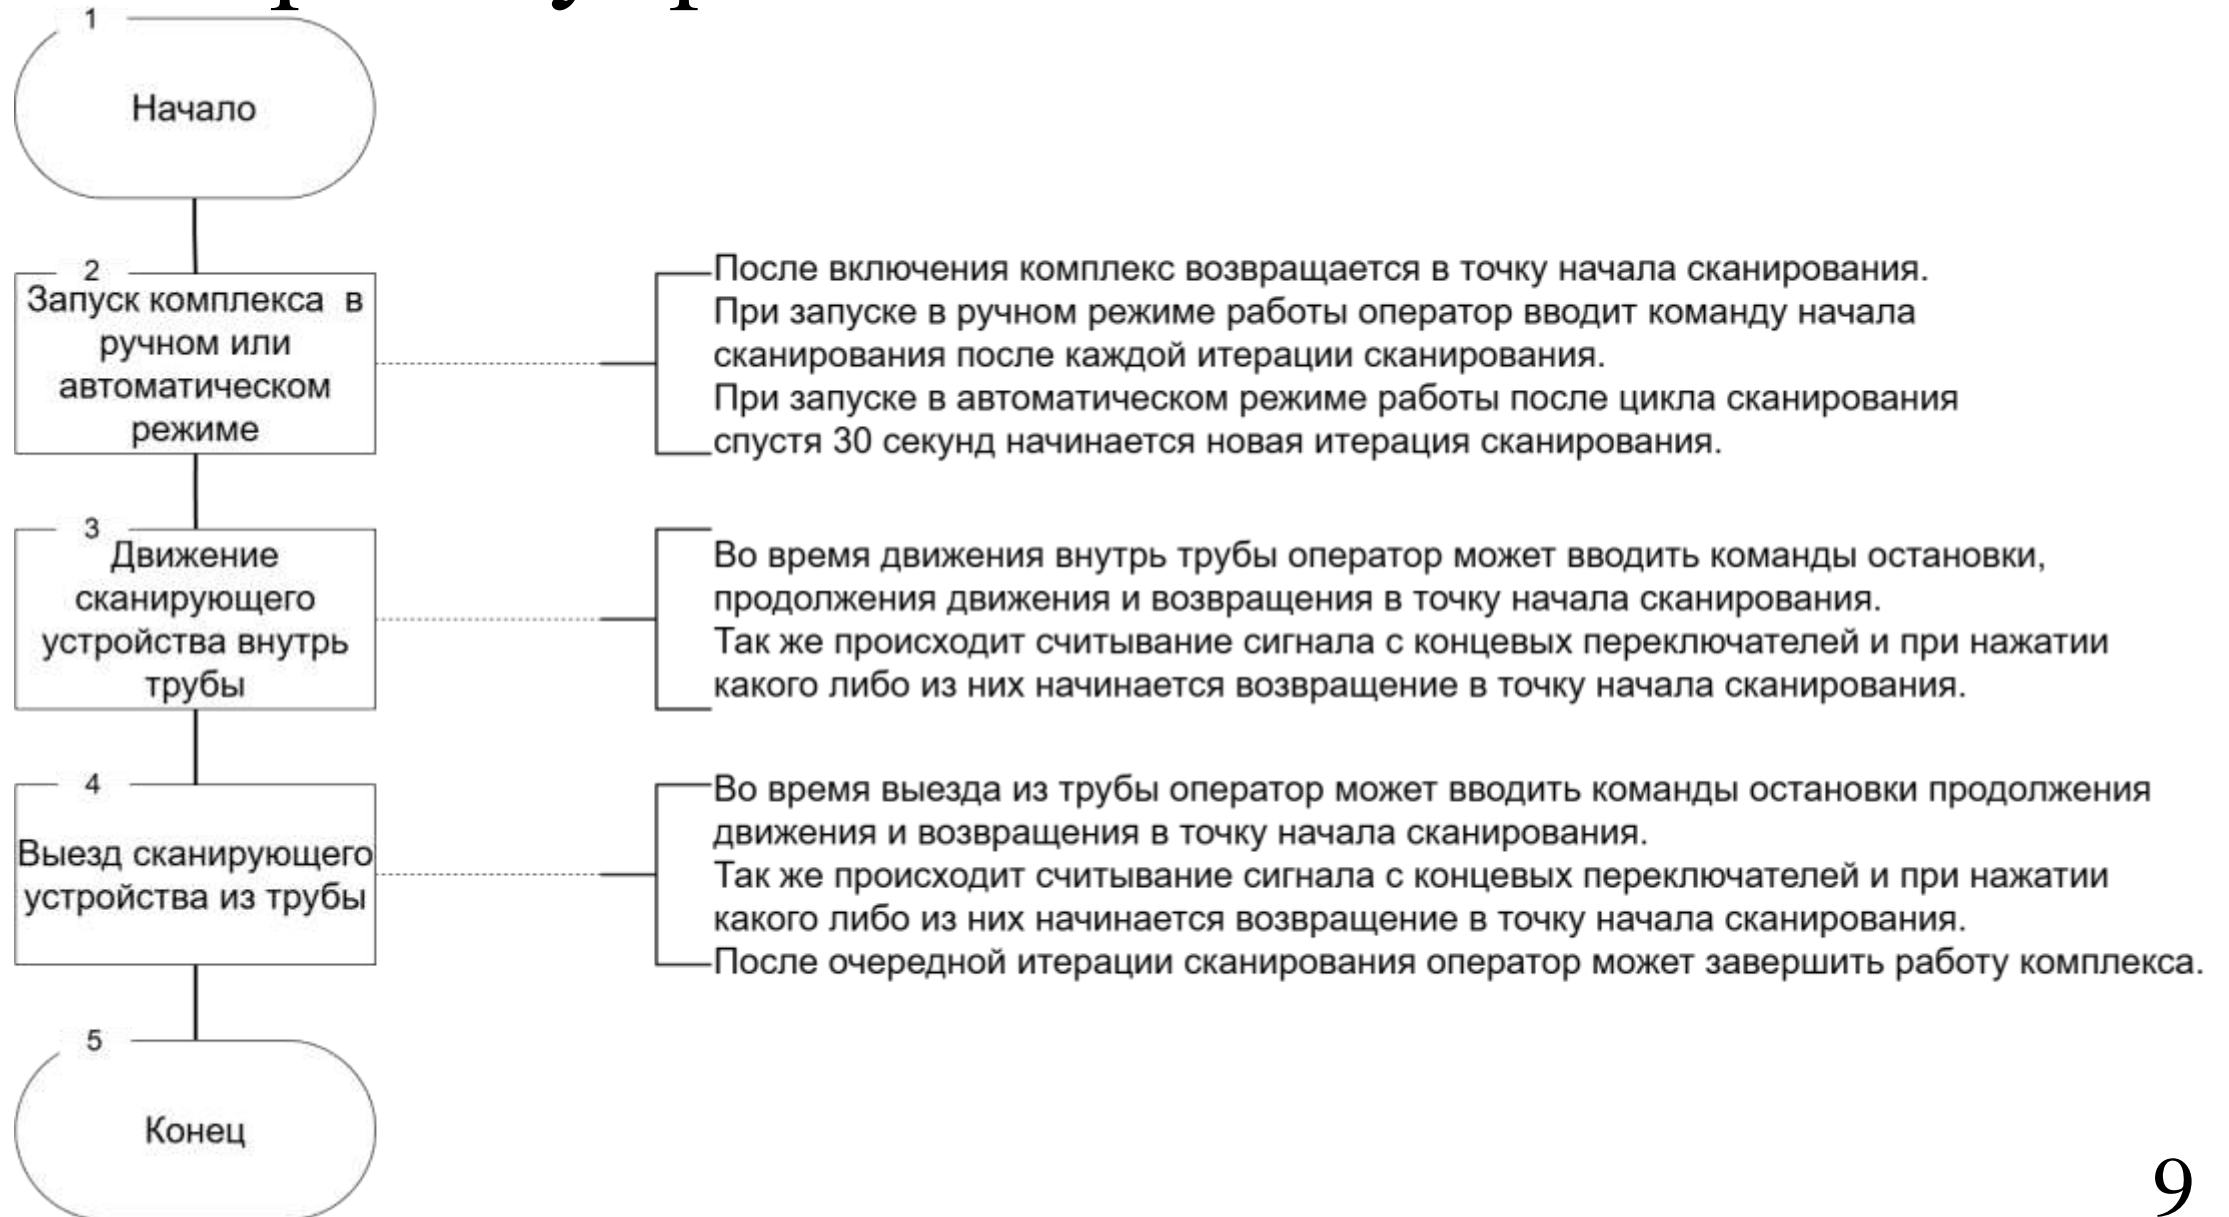 1
Начало
2
Запуск комплекса в
ручном или
автоматическом
режиме
После включения комплекс возвращается в точку начала сканирования.
При запуске в ручном режиме работы оператор вводит команду начала
сканирования после каждой итерации сканирования.
При запуске в автоматическом режиме работы после цикла сканирования
спустя 30 секунд начинается новая итерация сканирования.
3
Движение
сканирующего
устройства внутрь
трубы
Во время движения внутрь трубы оператор может вводить команды остановки,
продолжения движения и возвращения в точку начала сканирования.
Так же происходит считывание сигнала с концевых переключателей и при нажатии
какого либо из них начинается возвращение в точку начала сканирования.
4
Выезд сканирующего
устройства из трубы
Во время выезда из трубы оператор может вводить команды остановки продолжения
движения и возвращения в точку начала сканирования.
Так же происходит считывание сигнала с концевых переключателей и при нажатии
какого либо из них начинается возвращение в точку начала сканирования.
После очередной итерации сканирования оператор может завершить работу комплекса.
5
Конец
9